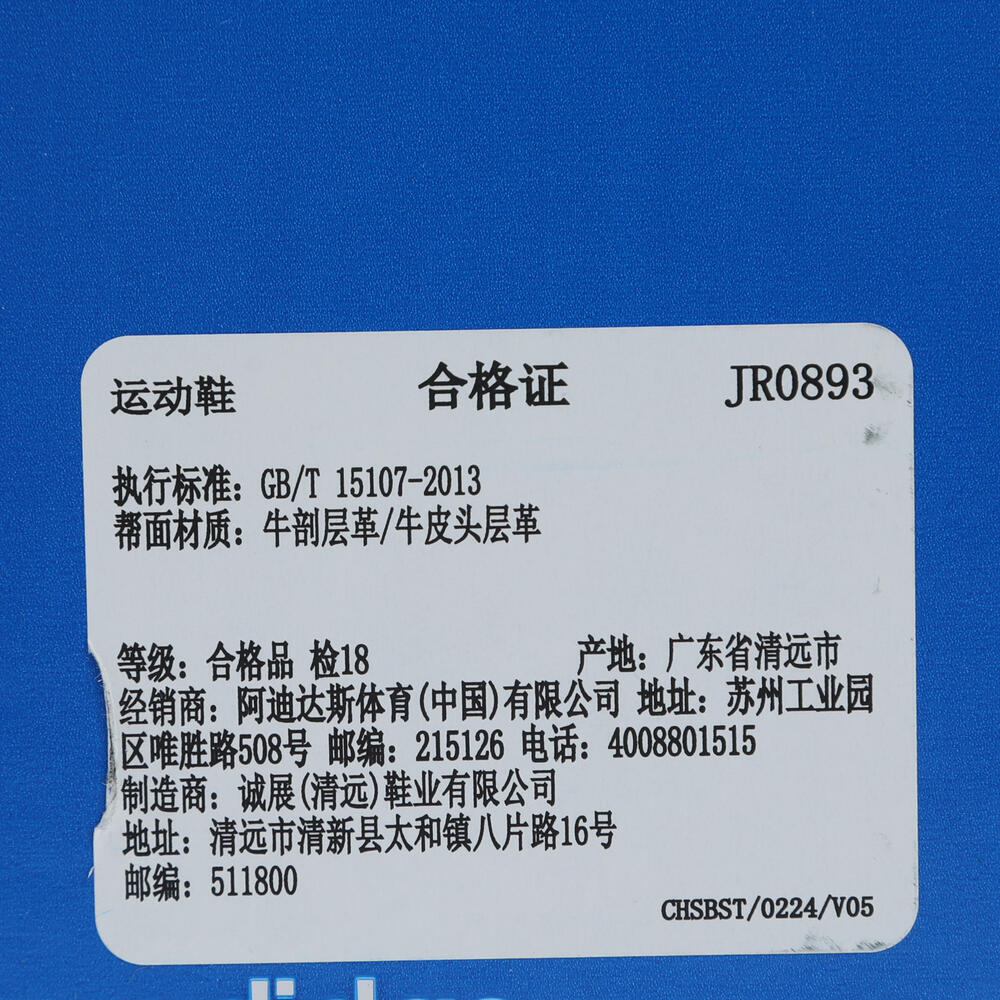 运动鞋 合格证 JR0893
执行标准：GB/T 15107-2013
帮面材质：牛剖层革/牛皮头层革
等级：合格品 检18 产地：广东省清远市
经销商：阿迪达斯体育(中国)有限公司 地址：苏州工业园
区唯胜路508号 邮编：215126 电话：4008801515
制造商：诚展(清远)鞋业有限公司
地址：清远市清新县太和镇八片路16号
邮编：511800
CHSBST/0224/V05